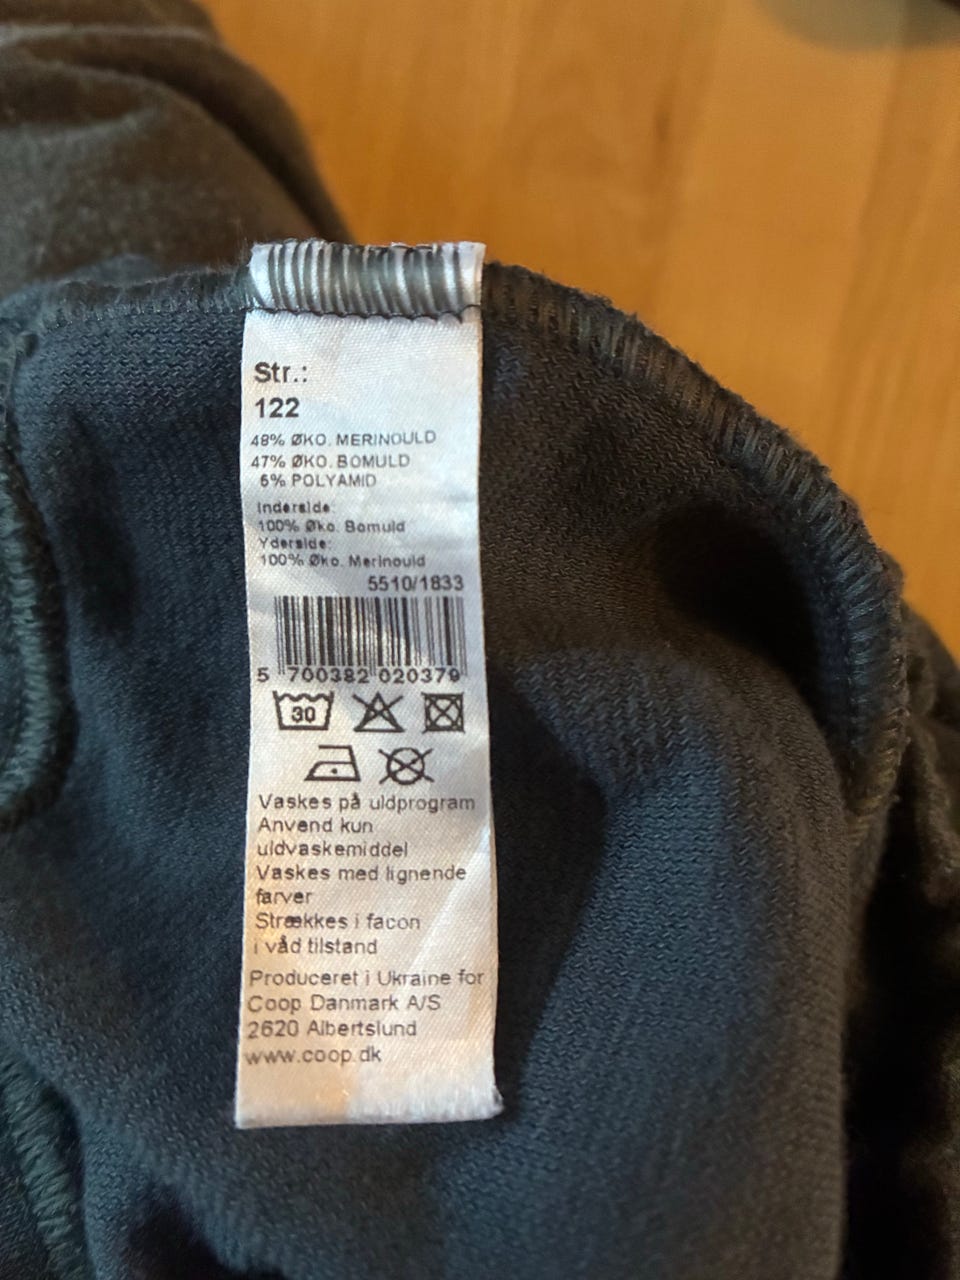 Str.:
122
48% ØKO. MERINOULD
47% ØKO. BOMULD
5% POLYAMID
Inderside:
100% Øko. Bomuld
Yderside:
100% Øko. Merinould
5510/1833
5 700382 020379
30
Vaskes på uldprogram
Anvend kun
uldvaskemiddel
Vaskes med lignende
farver
Strækkes i facon
i våd tilstand
Produceret i Ukraine for
Coop Danmark A/S
2620 Albertslund
www.coop.dk